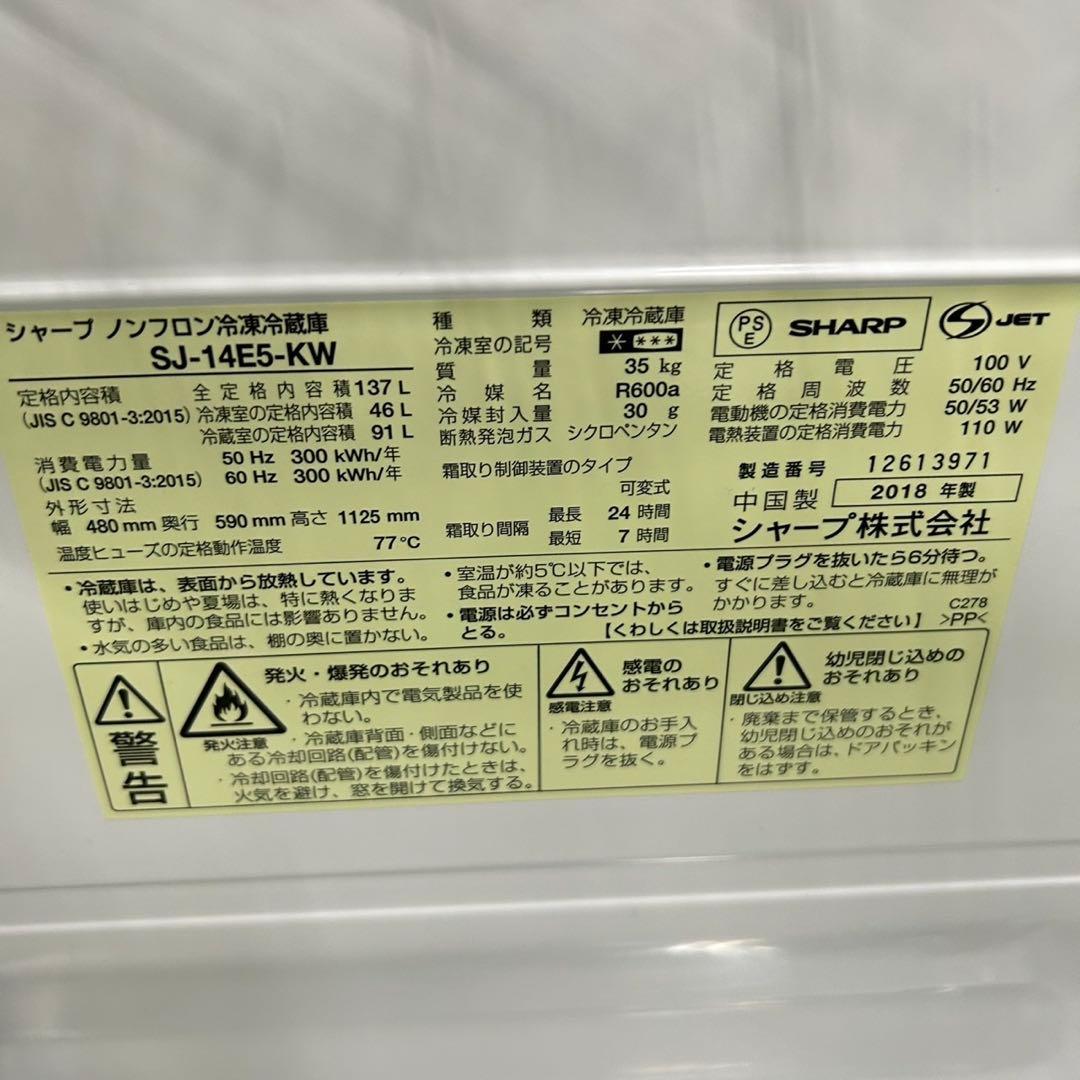 シャープ ノンフロン冷凍冷蔵庫
SJ-14E5-KW
定格内容積
(JIS C 9801-3:2015)
全定格内容積 137 L
冷凍室の定格内容積 46 L
冷蔵室の定格内容積 91 L
消費電力量
(JIS C 9801-3:2015)
50 Hz 300 kWh/年
60 Hz 300 kWh/年
外形寸法
幅 480 mm 奥行 590 mm 高さ 1125 mm
温度ヒューズの定格動作温度 77℃
種類 冷凍冷蔵庫
冷凍室の記号 * ***
質量 35 kg
冷媒名 R600a
冷媒封入量 30 g
断熱発泡ガス シクロペンタン
霜取り制御装置のタイプ
可変式
霜取り間隔 最長 24 時間
最短 7 時間
PSE SHARP S JET
定格電圧 100 V
定格周波数 50/60 Hz
電動機の定格消費電力 50/53 W
電熱装置の定格消費電力 110 W
製造番号 12613971
中国製 2018 年製
シャープ株式会社
・冷蔵庫は、表面から放熱しています。
使いはじめや夏場は、特に熱くなりま
すが、庫内の食品には影響ありません。
・水気の多い食品は、棚の奥に置かない。
・室温が約5℃以下では、
食品が凍ることがあります。
・電源は必ずコンセントから
とる。
・電源プラグを抜いたら6分待つ。
すぐに差し込むと冷蔵庫に無理が
かかります。
【くわしくは取扱説明書をご覧ください】
C278
>PP<
警告
発火注意
発火・爆発のおそれあり
・冷蔵庫内で電気製品を使
わない。
・冷蔵庫背面・側面などに
ある冷却回路(配管)を傷付けない。
・冷却回路(配管)を傷付けたときは、
火気を避け、窓を開けて換気する。
感電注意
感電の
おそれあり
・冷蔵庫のお手入
れ時は、電源プ
ラグを抜く。
閉じ込め注意
幼児閉じ込めの
おそれあり
・廃棄まで保管するとき、
幼児閉じ込めのおそれが
ある場合は、ドアパッキン
をはずす。